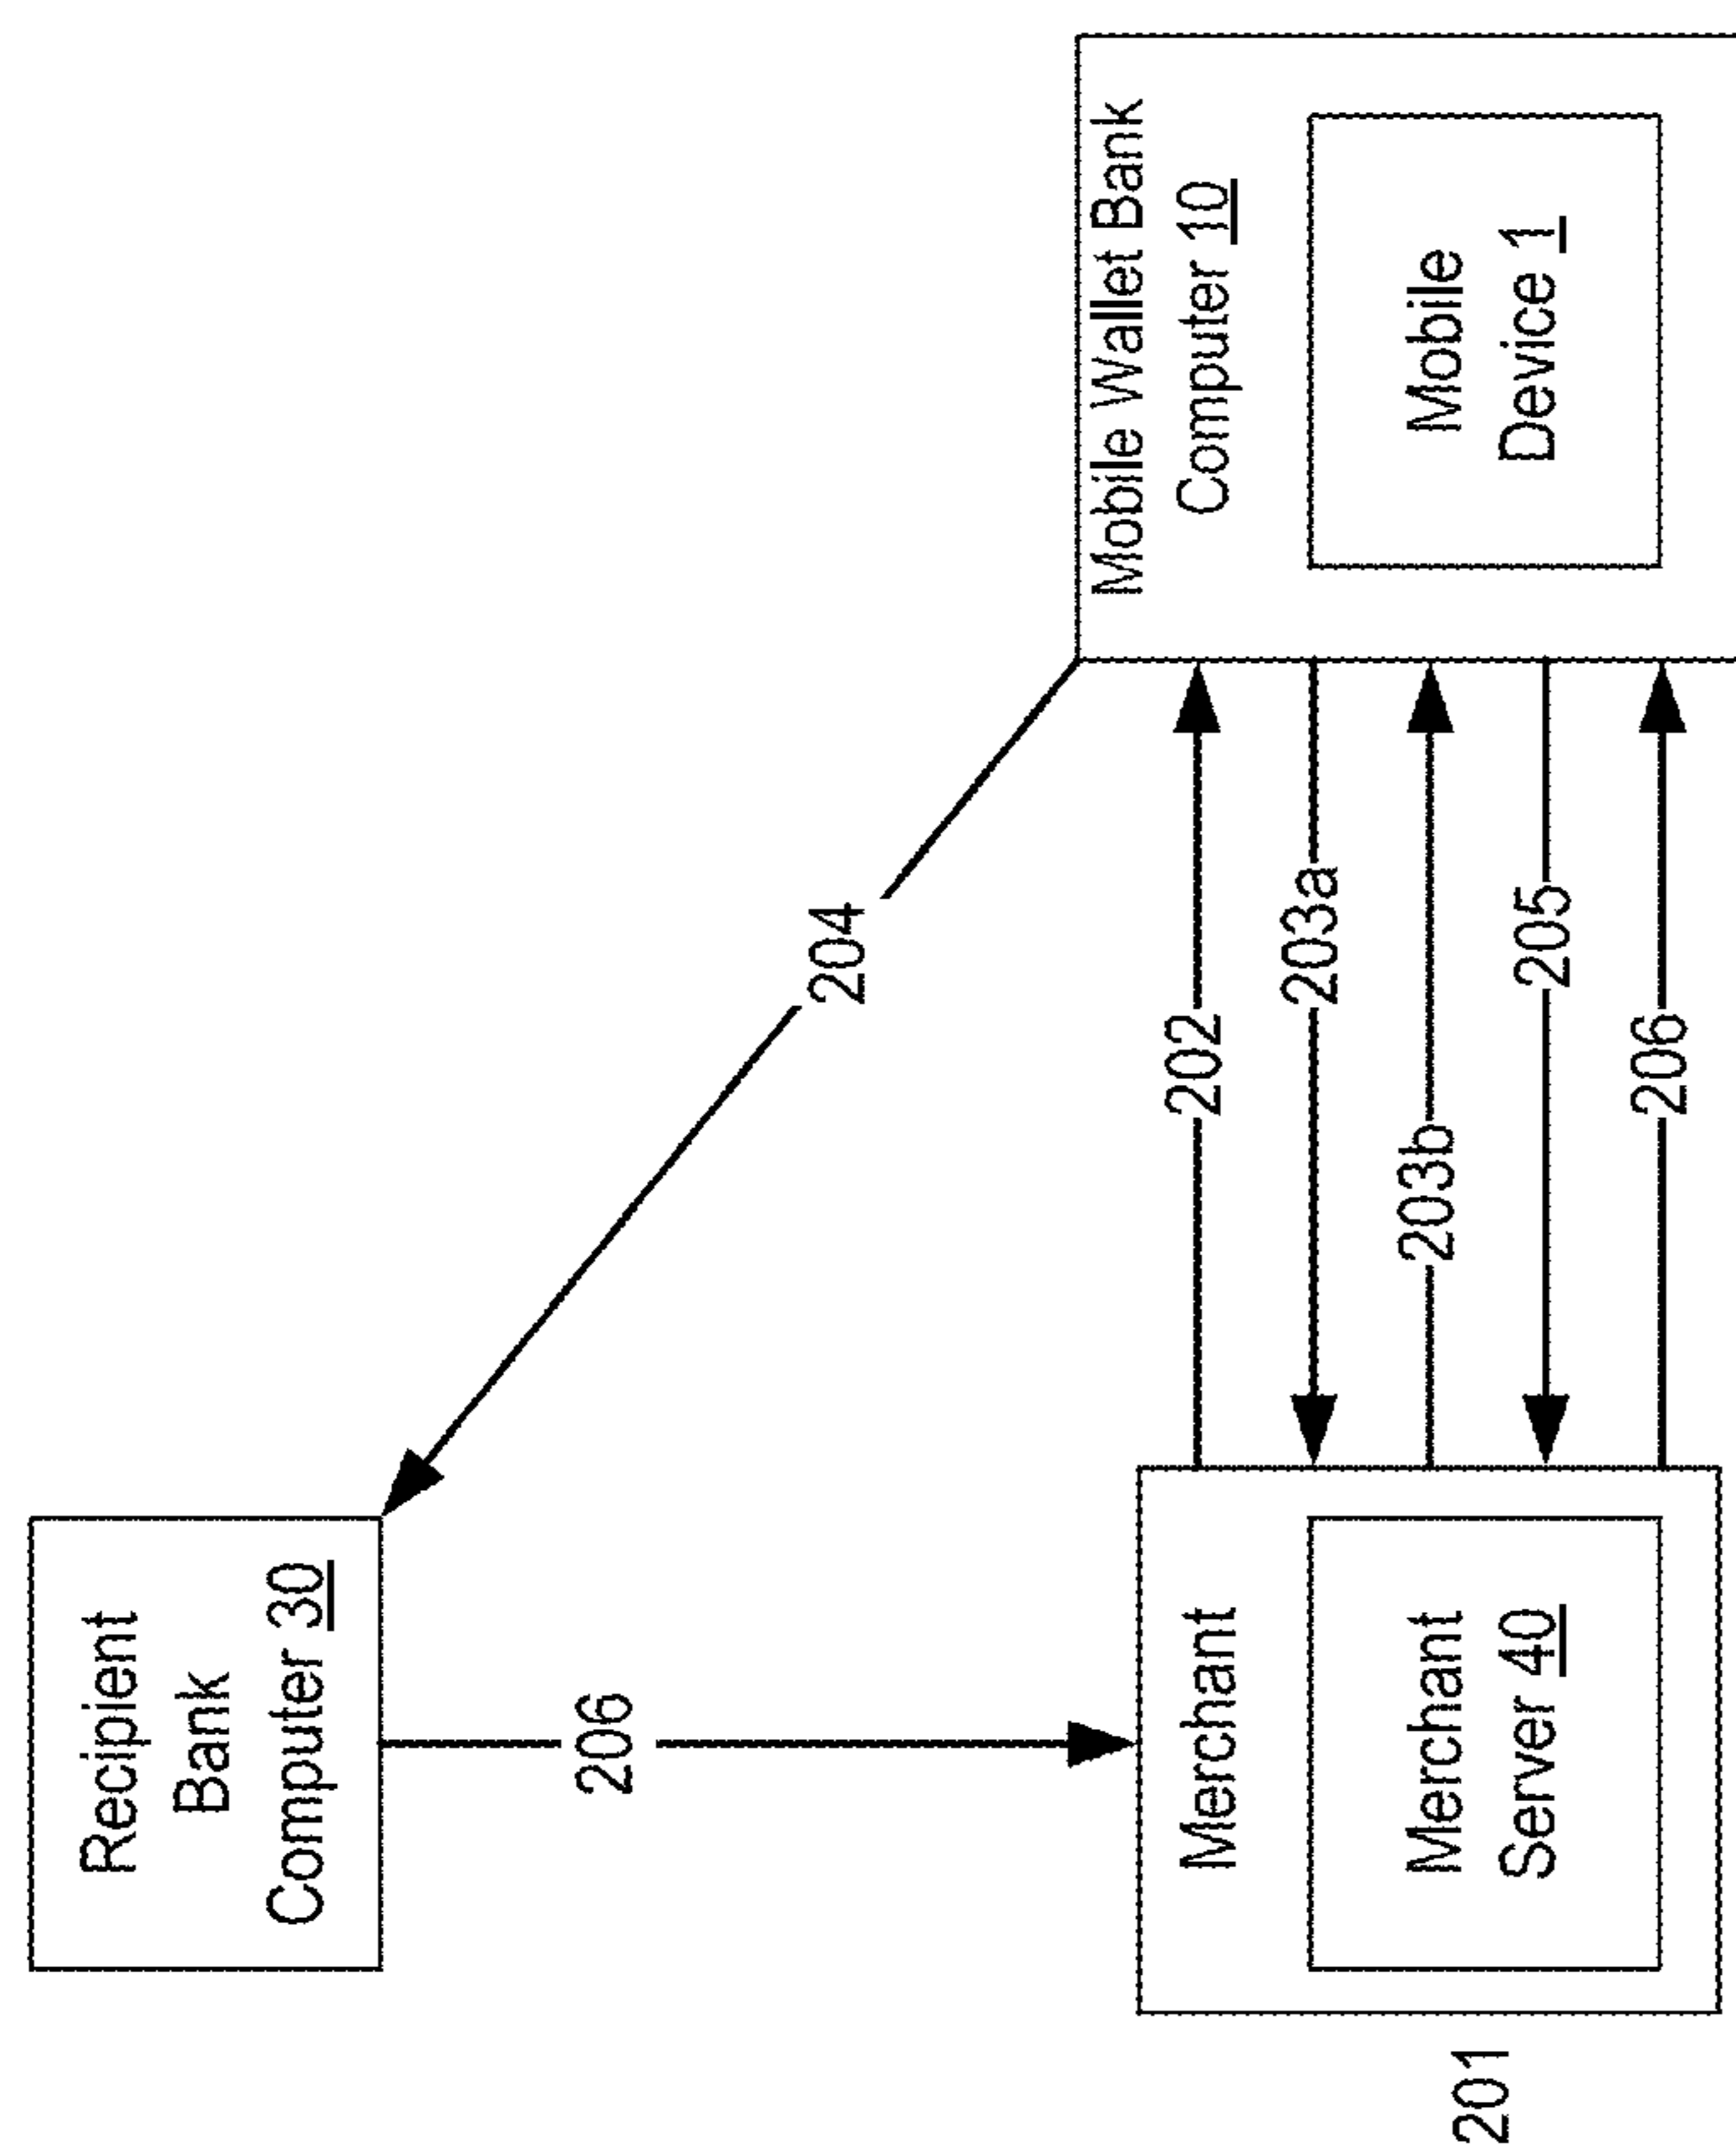 Recipient
Bank
Computer 30
206
204
201
Merchant
Merchant
Server 40
202
203a
203b
205
206
Mobile Wallet Bank
Computer 10
Mobile
Device 1